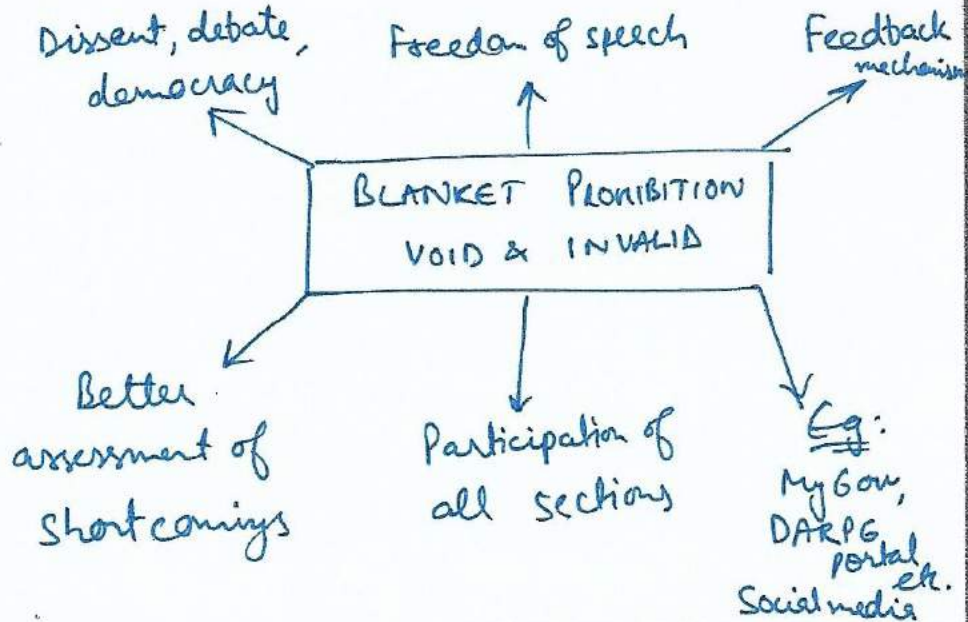 Dissent, debate,
democracy
Freedom of speech
Feedback
mechanism
BLANKET PROHIBITION
VOID & INVALID
Better
assessment of
shortcomings
Participation of
all sections
Eg:
MyGov,
DARPG
portal
etc.
Social media